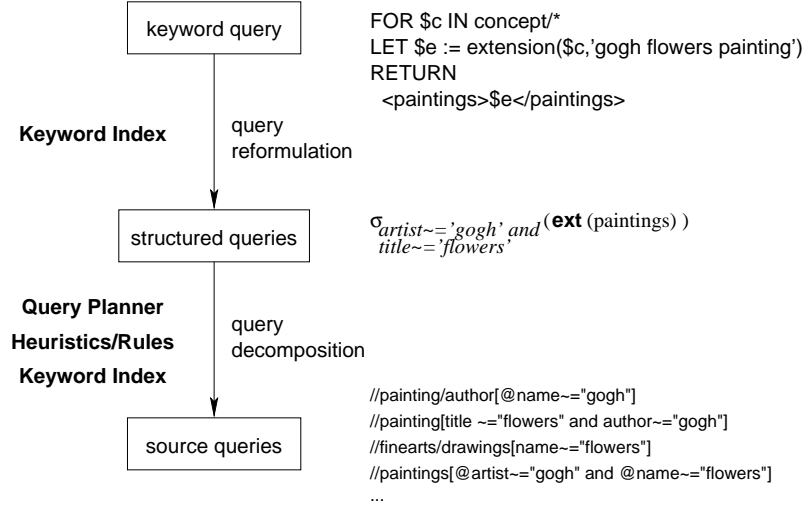 keyword query
FOR $c IN concept/*
LET $e := extension($c,'gogh flowers painting')
RETURN
<paintings>$e</paintings>
Keyword Index
query
reformulation
structured queries
σartist~='gogh' and (ext (paintings) )
title~='flowers'
Query Planner
Heuristics/Rules
Keyword Index
query
decomposition
source queries
//painting/author[@name~="gogh"]
//painting[title ~="flowers" and author~="gogh"]
//finearts/drawings[name~="flowers"]
//paintings[@artist~="gogh" and @name~="flowers"]
...